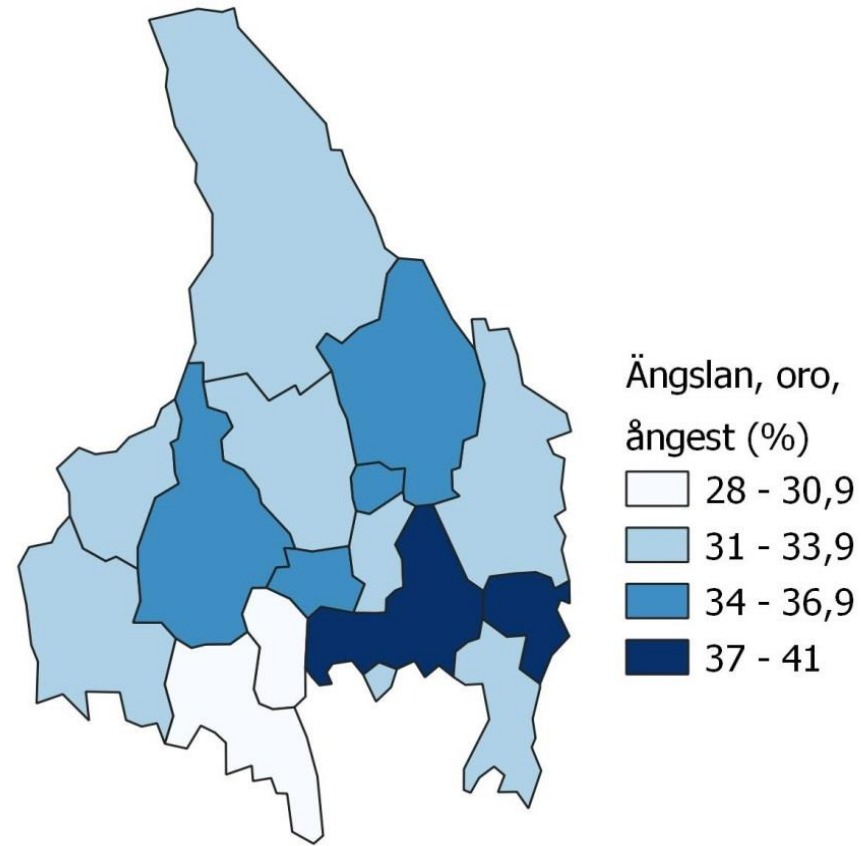 Ängslan, oro,
ångest (%)
28 - 30,9
31 - 33,9
34 - 36,9
37 - 41